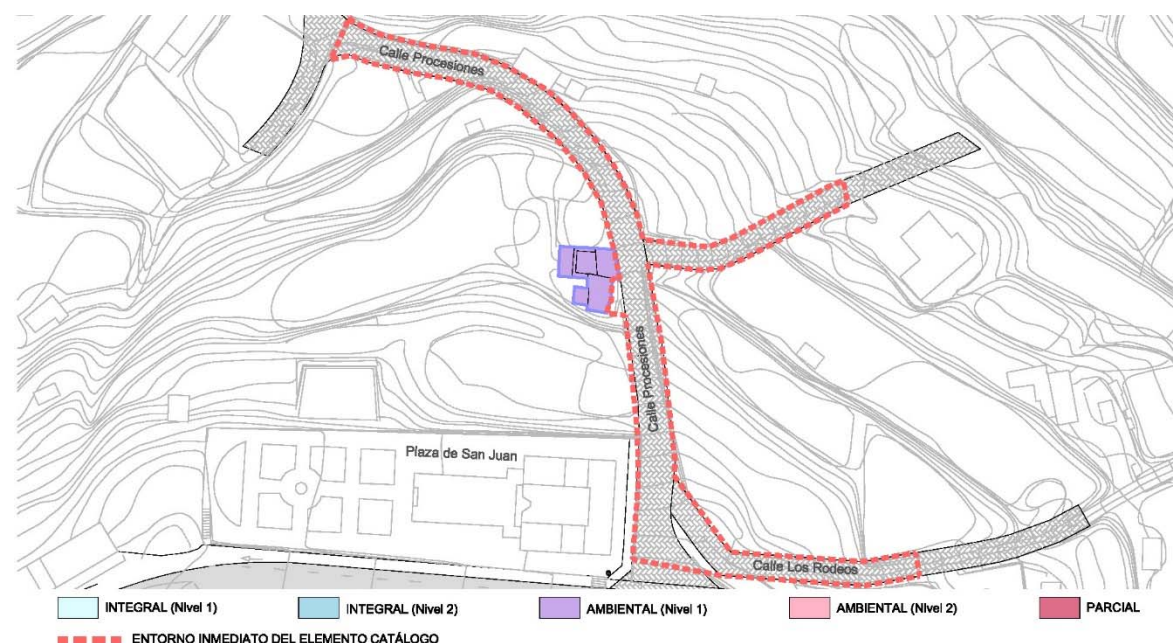 Calle Procesiones
Calle Procesiones
Plaza de San Juan
Calle Los Rodeos
INTEGRAL (Nivel 1)
INTEGRAL (Nivel 2)
AMBIENTAL (Nivel 1)
AMBIENTAL (Nivel 2)
PARCIAL
ENTORNO INMEDIATO DEL ELEMENTO CATÁLOGO